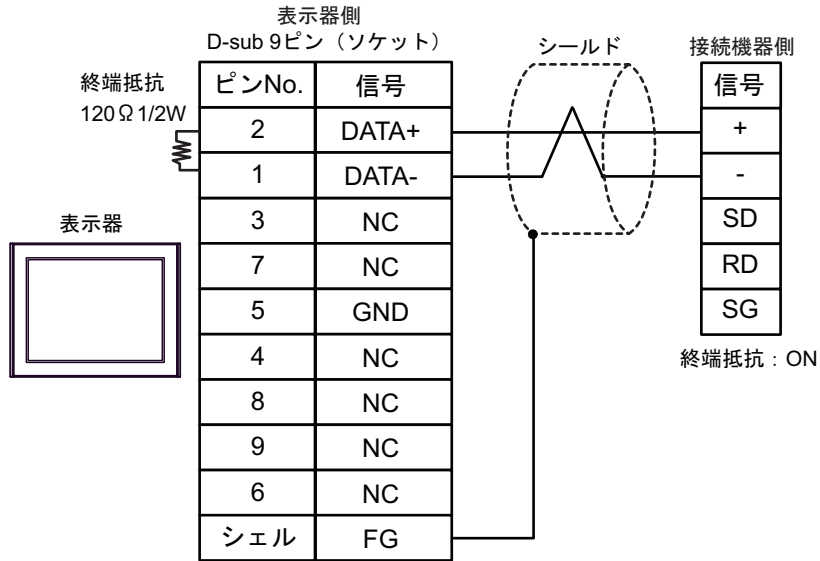 表示器側
D-sub 9ピン（ソケット）
シールド
接続機器側
終端抵抗
120Ω1/2W
ピンNo. 信号
信号
2 DATA+
+
1 DATA-
-
表示器
3 NC
SD
7 NC
RD
5 GND
SG
4 NC
終端抵抗：ON
8 NC
9 NC
6 NC
シェル FG